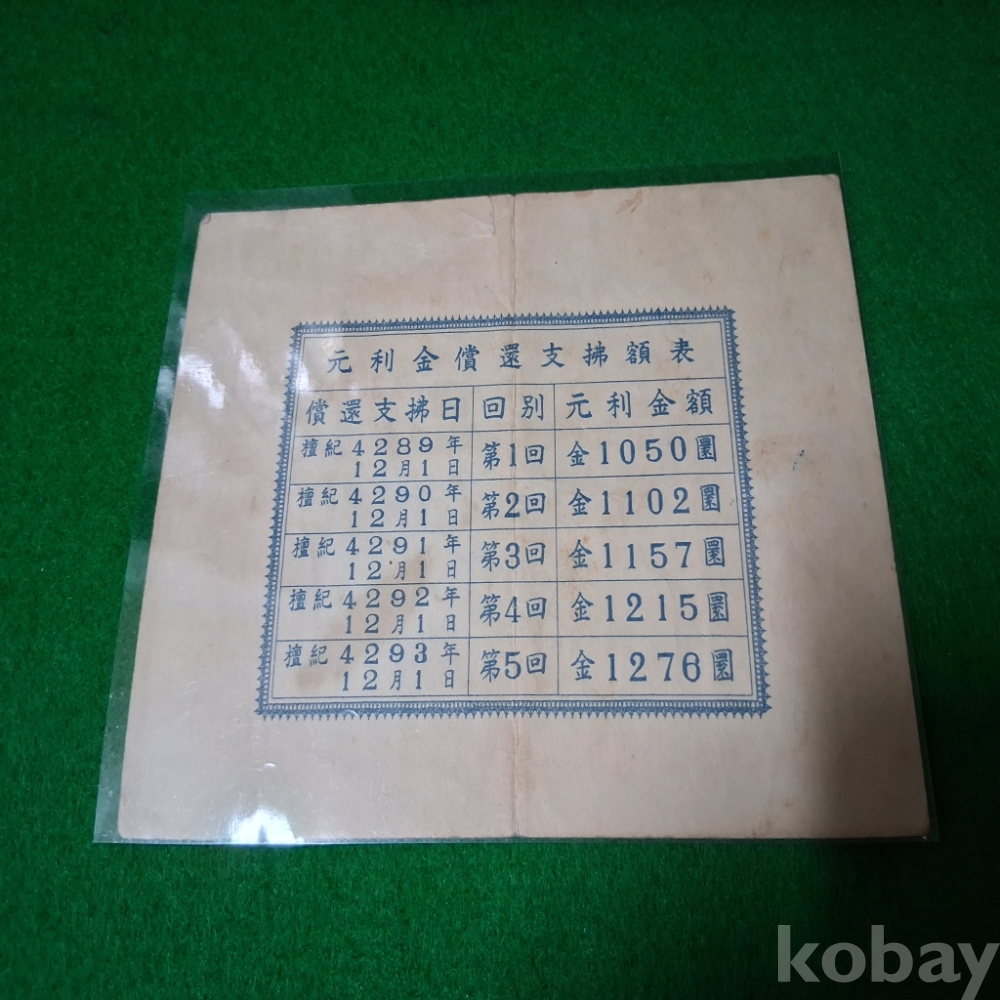 元利金償還支拂額表
償還支拂日 回別 元利金額
檀紀 4289年 12月1日 第1回 金1050圜
檀紀 4290年 12月1日 第2回 金1102圜
檀紀 4291年 12月1日 第3回 金1157圜
檀紀 4292年 12月1日 第4回 金1215圜
檀紀 4293年 12月1日 第5回 金1276圜
kobay